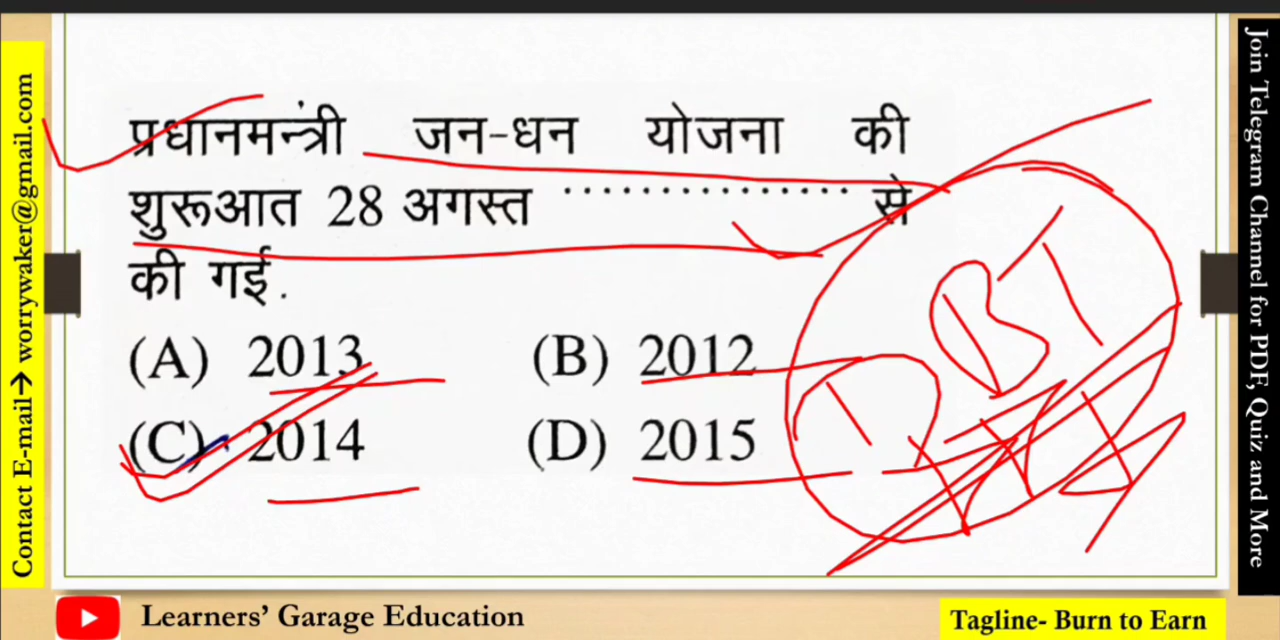 प्रधानमन्त्री जन-धन योजना की
शुरूआत 28 अगस्त ............... से
की गई.
(A) 2013 (B) 2012
(C) 2014 (D) 2015
DBT
Contact E-mail→ worrywaker@gmail.com
Join Telegram Channel for PDF, Quiz and More
Learners’ Garage Education
Tagline- Burn to Earn